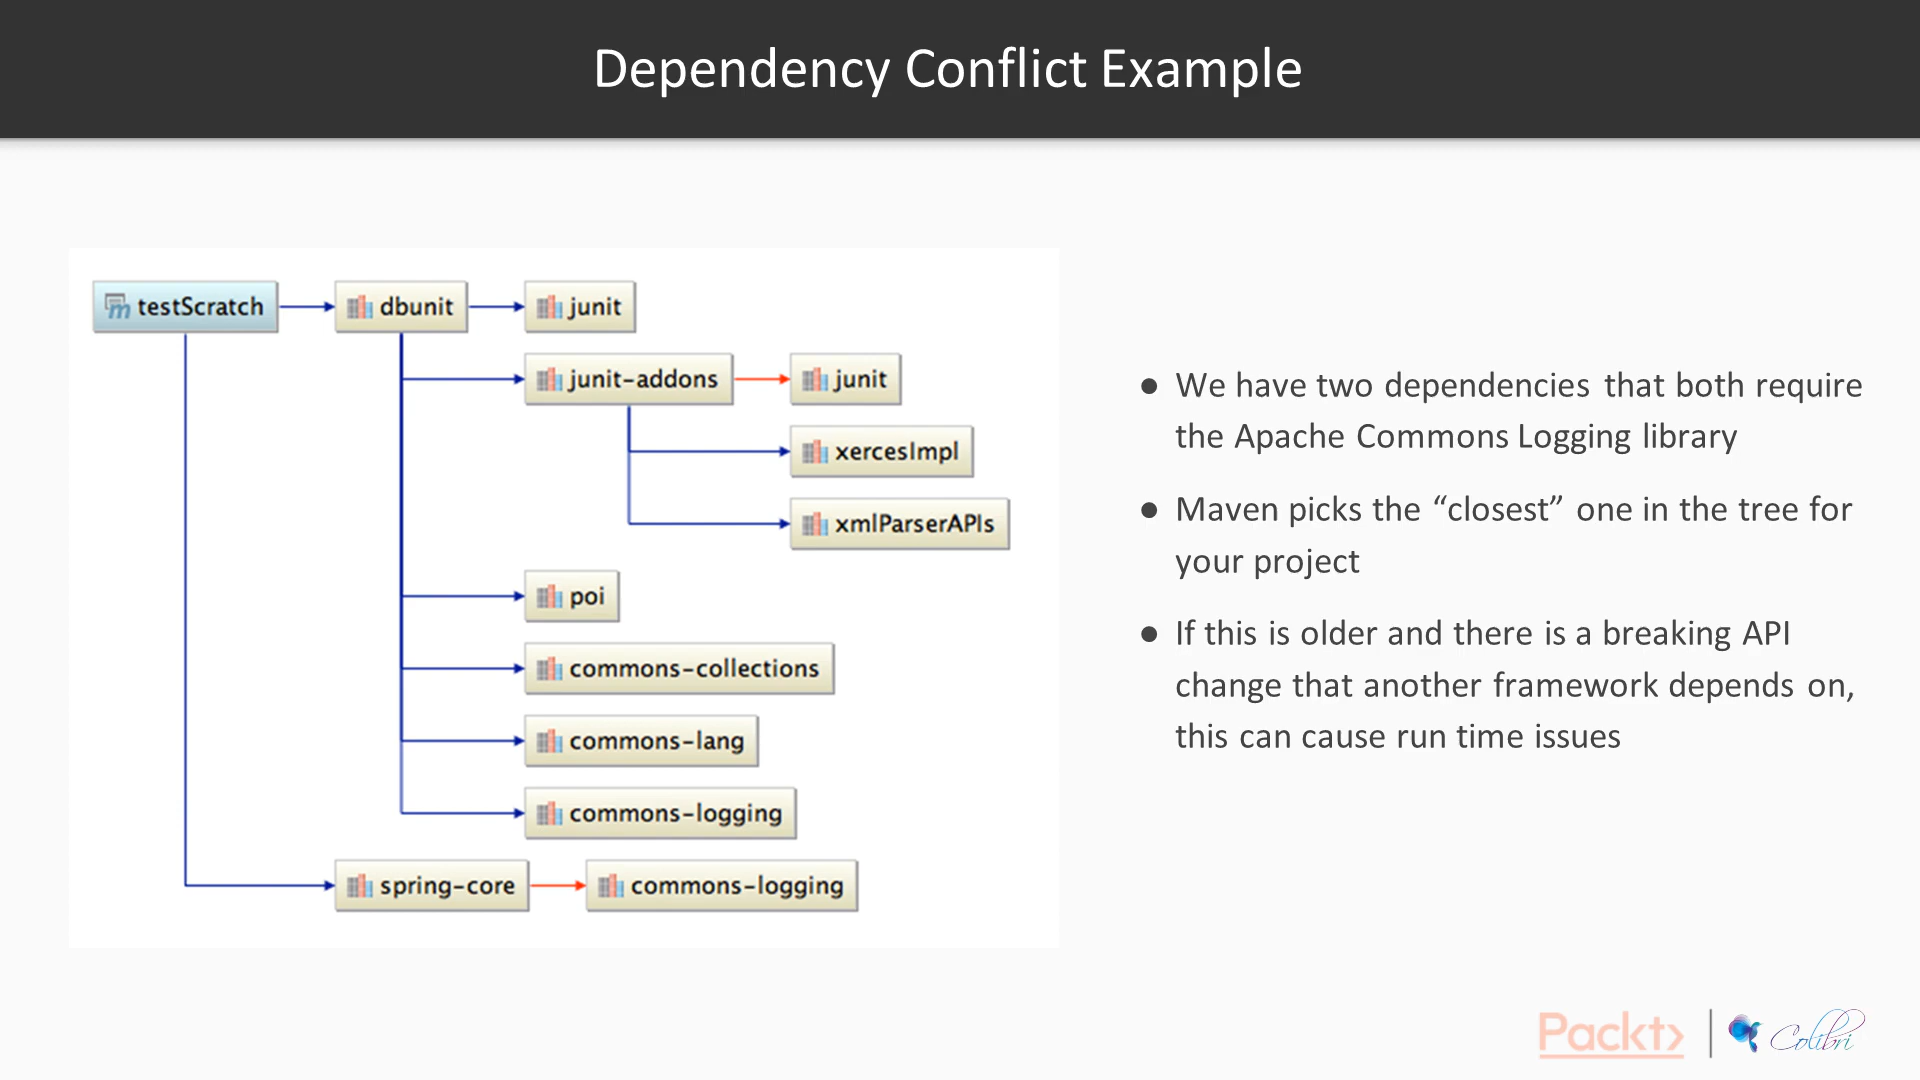 Dependency Conflict Example
testScratch
dbunit
junit
junit-addons
junit
xercesImpl
xmlParserAPIs
poi
commons-collections
commons-lang
commons-logging
spring-core
commons-logging
● We have two dependencies that both require
the Apache Commons Logging library
● Maven picks the “closest” one in the tree for
your project
● If this is older and there is a breaking API
change that another framework depends on,
this can cause run time issues
Packt>
Colibri